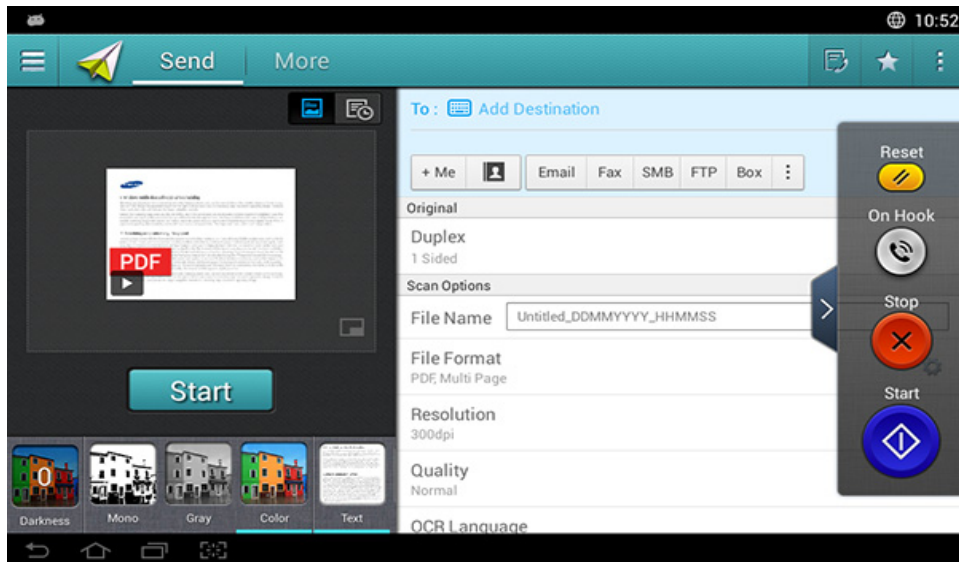 10:52
Send
More
To : Add Destination
+ Me
Email
Fax
SMB
FTP
Box
Original
Duplex
1 Sided
Scan Options
File Name
Untitled_DDMMYYYY_HHMMSS
File Format
PDF, Multi Page
Resolution
300dpi
Quality
Normal
OCR Language
PDF
Start
0
Darkness
Mono
Gray
Color
Text
Reset
On Hook
Stop
Start